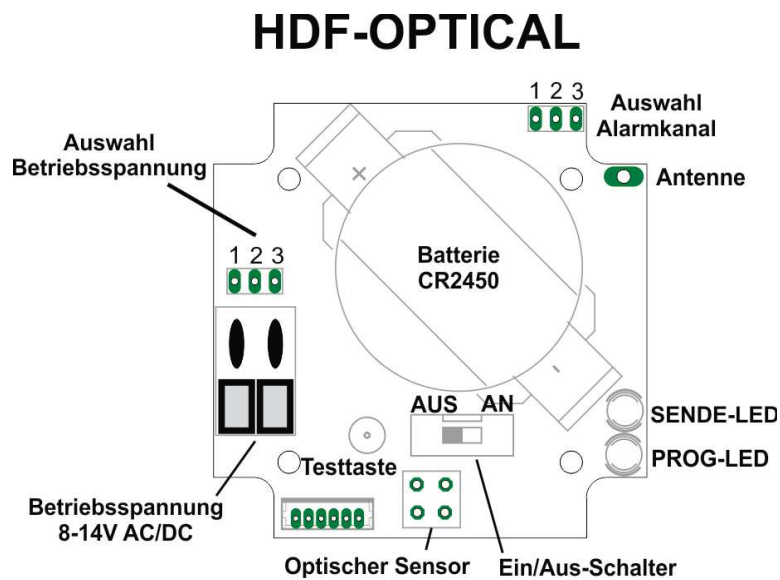 HDF-OPTICAL
1 2 3
Auswahl
Alarmkanal
Auswahl
Betriebsspannung
Antenne
+
1 2 3
Batterie
CR2450
-
AUS AN
SENDE-LED
Testtaste
PROG-LED
Betriebsspannung
8-14V AC/DC
Optischer Sensor
Ein/Aus-Schalter